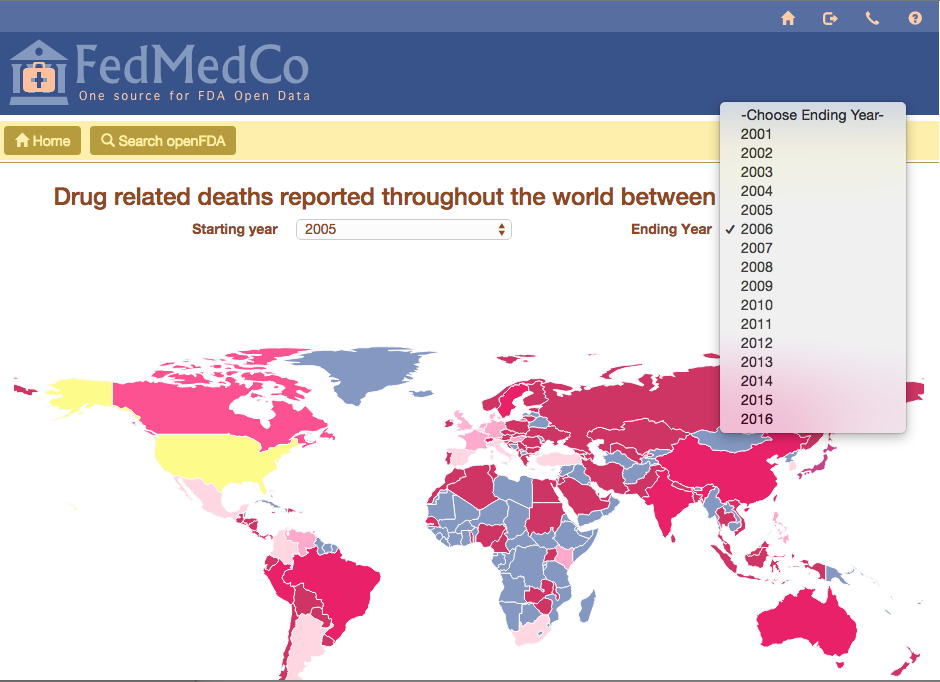 FedMedCo
One source for FDA Open Data
Home
Search openFDA
Drug related deaths reported throughout the world between
Starting year
2005
Ending Year
-Choose Ending Year-
2001
2002
2003
2004
2005
✓ 2006
2007
2008
2009
2010
2011
2012
2013
2014
2015
2016